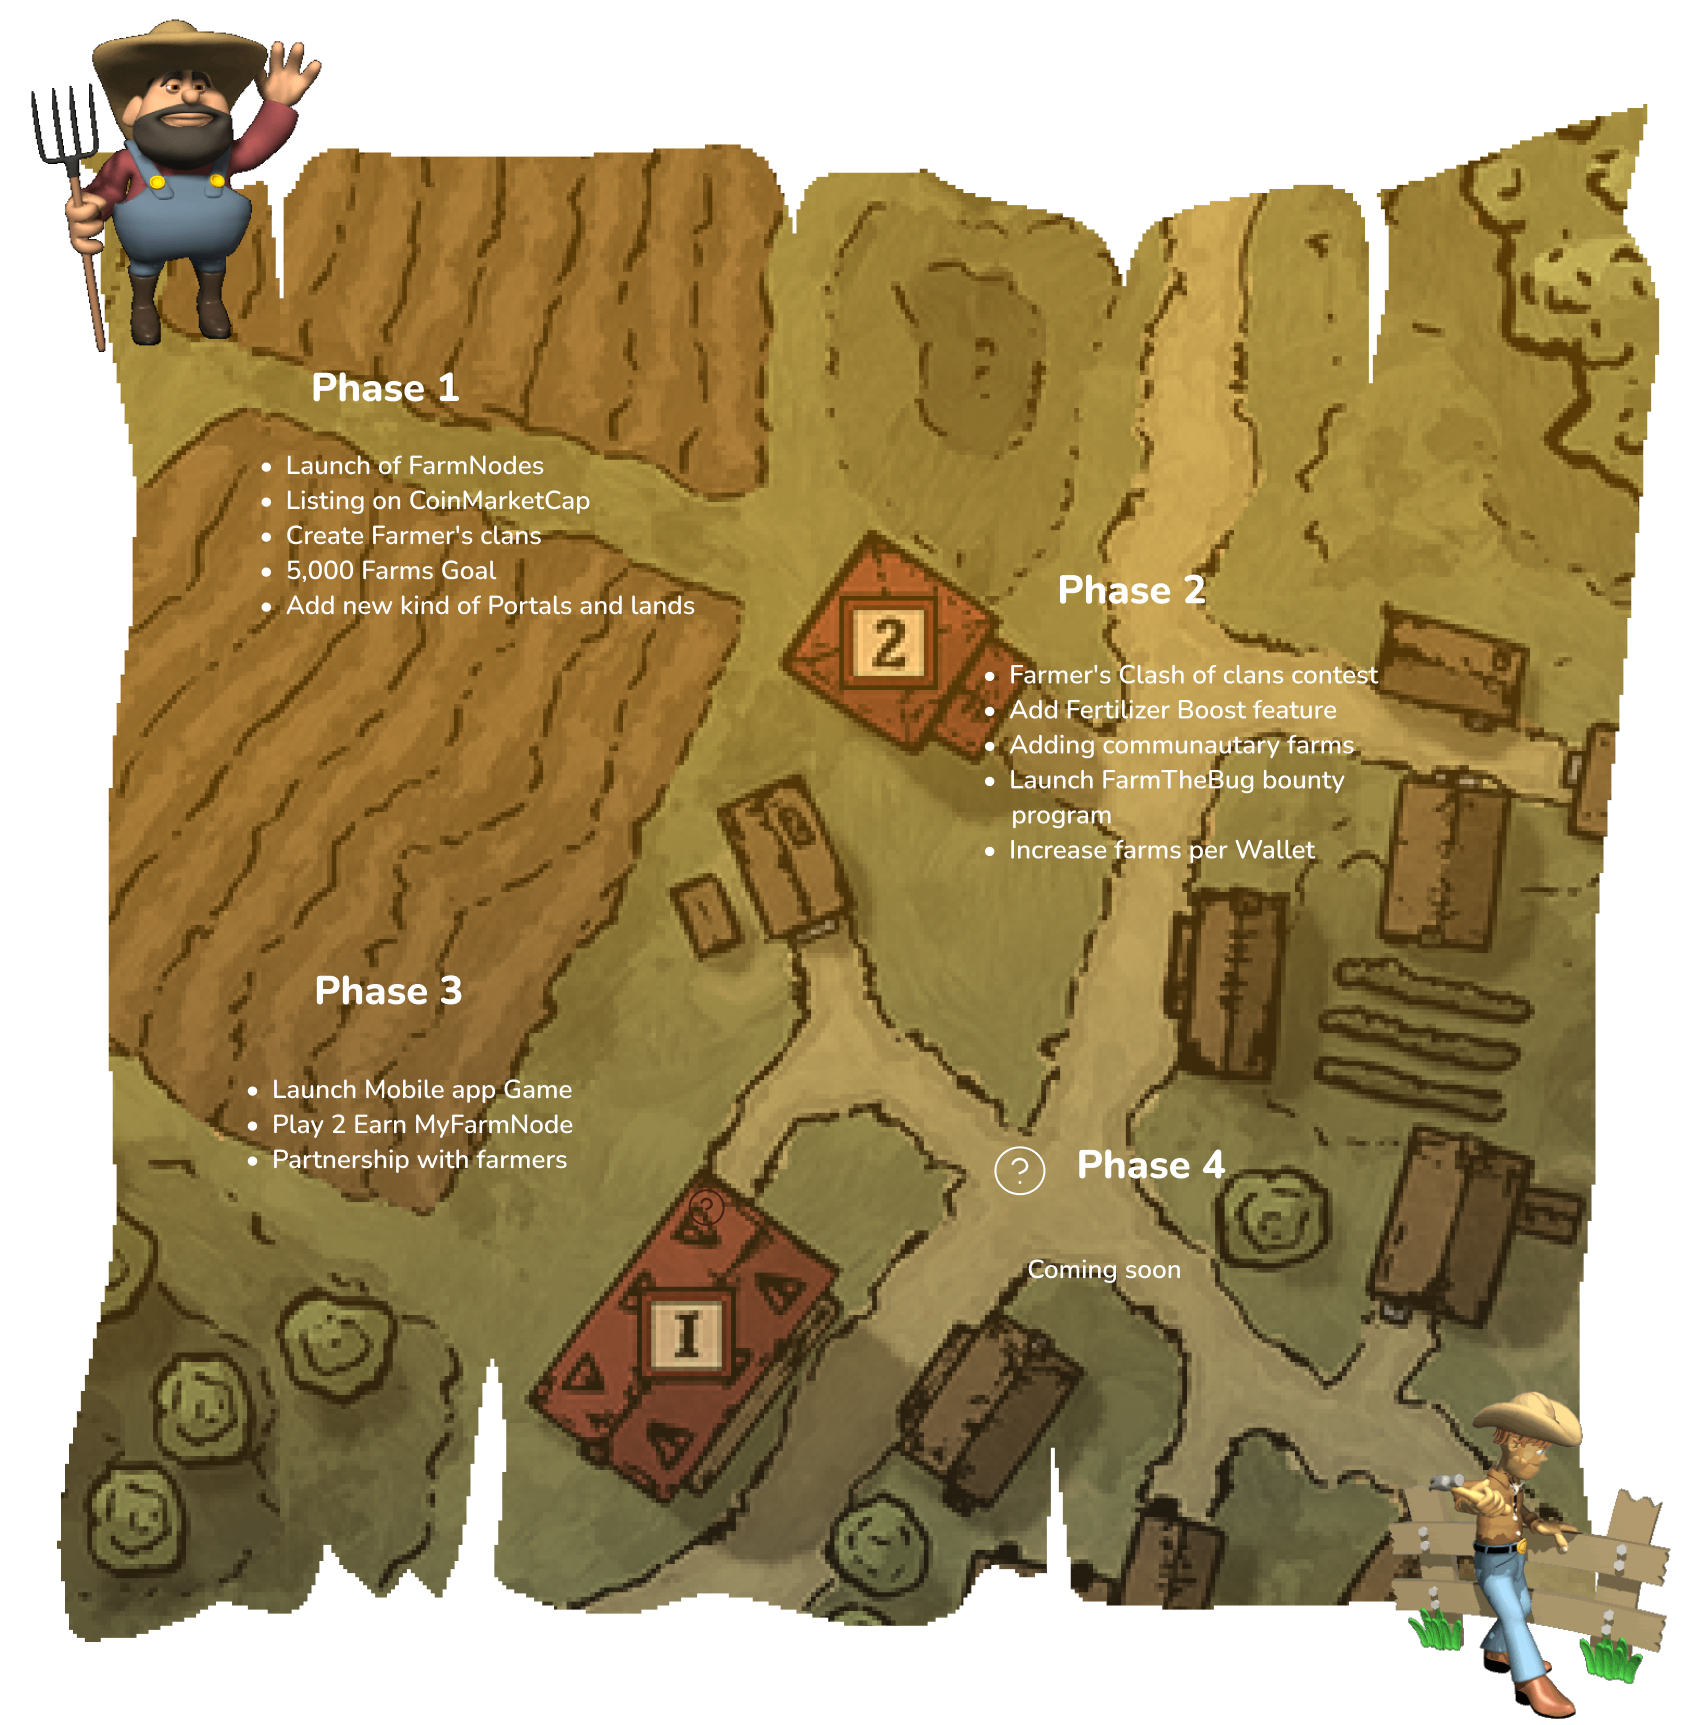 Phase 1
• Launch of FarmNodes
• Listing on CoinMarketCap
• Create Farmer's clans
• 5,000 Farms Goal
• Add new kind of Portals and lands
2
Phase 2
• Farmer's Clash of clans contest
• Add Fertilizer Boost feature
• Adding communautary farms
• Launch FarmTheBug bounty
program
• Increase farms per Wallet
Phase 3
• Launch Mobile app Game
• Play 2 Earn MyFarmNode
• Partnership with farmers
?
1
? Phase 4
Coming soon